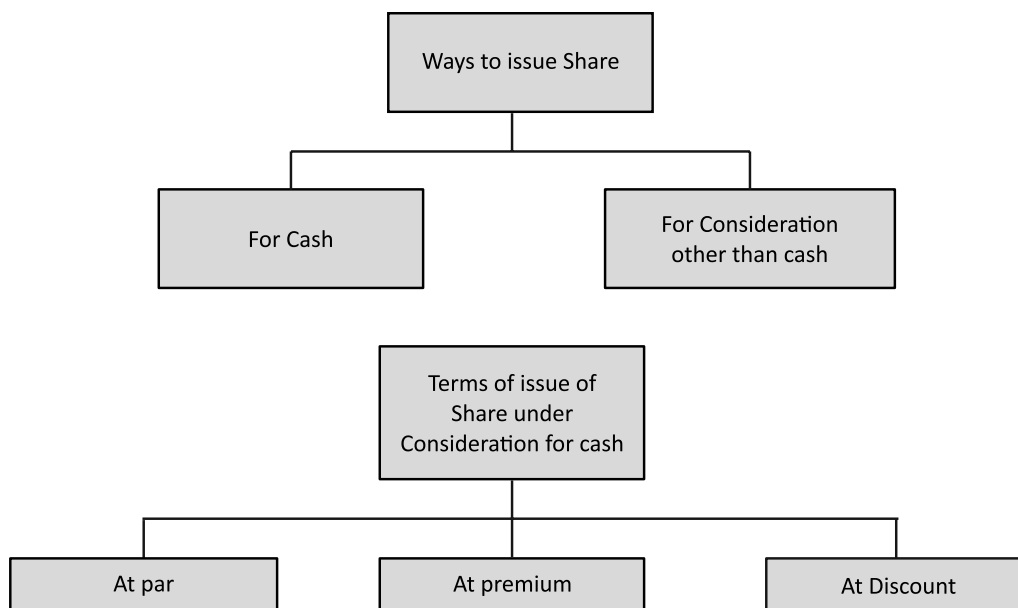 Ways to issue Share
For Cash
For Consideration
other than cash
Terms of issue of
Share under
Consideration for cash
At par
At premium
At Discount